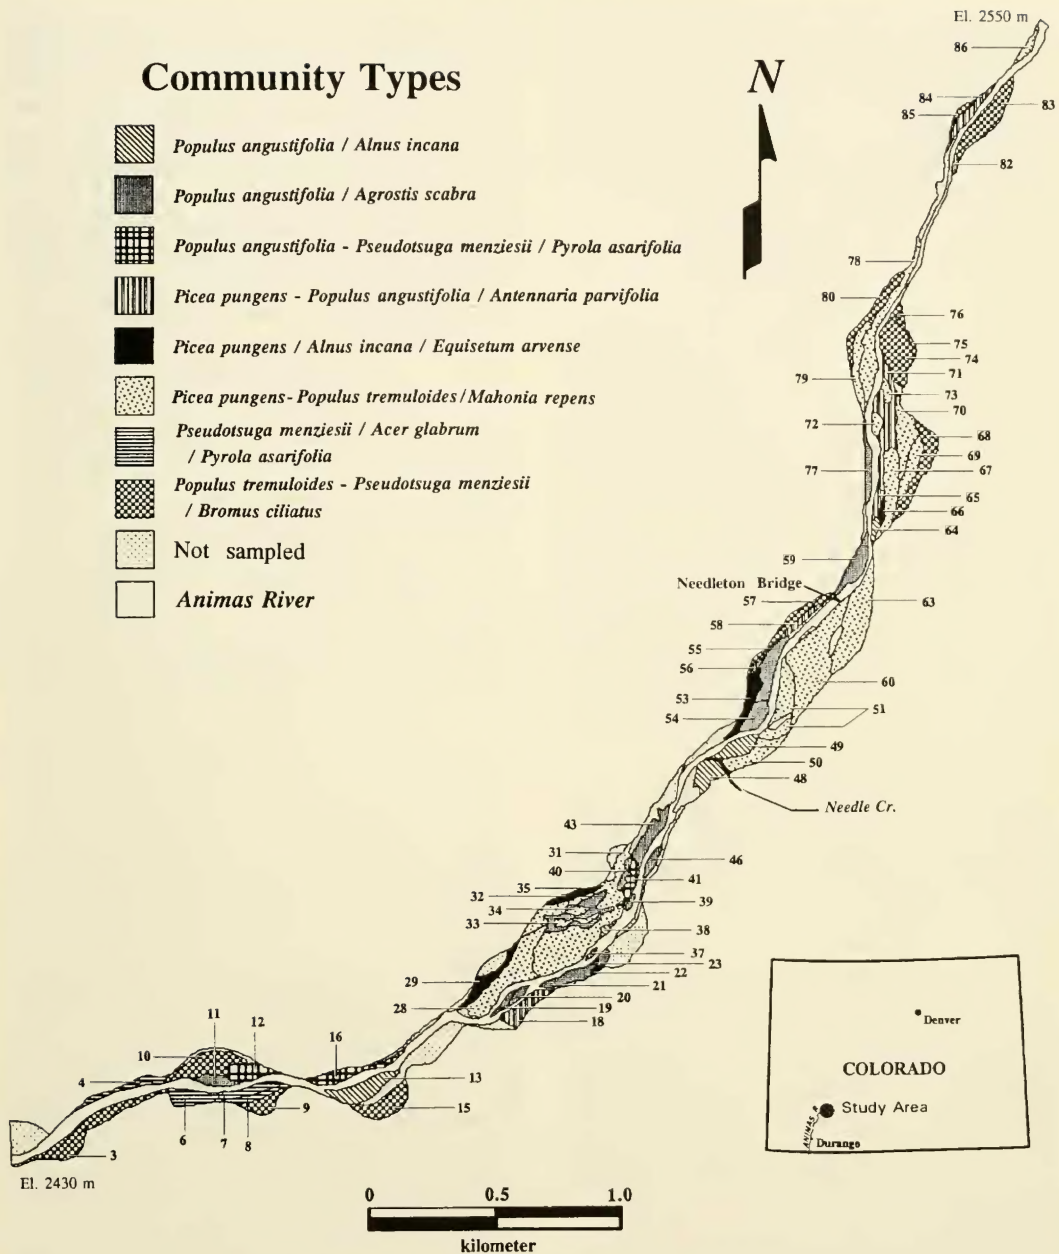 El. 2550 m
Community Types
N
Populus angustifolia / Alnus incana
Populus angustifolia / Agrostis scabra
Populus angustifolia - Pseudotsuga menziesii / Pyrola asarifolia
Picea pungens - Populus angustifolia / Antennaria parvifolia
Picea pungens / Alnus incana / Equisetum arvense
Picea pungens- Populus tremuloides/Mahonia repens
Pseudotsuga menziesii / Acer glabrum
/ Pyrola asarifolia
Populus tremuloides - Pseudotsuga menziesii
/ Bromus ciliatus
Not sampled
Animas River
86
84
85
83
82
78
80
76
75
74
71
79
73
70
72
68
69
77
67
65
66
64
59
Needleton Bridge
57
63
58
55
56
60
53
51
54
49
50
48
Needle Cr.
43
31
46
40
35
41
32
39
34
33
38
37
23
29
22
21
20
28
19
18
11
12
16
10
13
4
15
9
6
7
8
3
El. 2430 m
Denver
COLORADO
Study Area
ANIMAS R.
Durango
0 0.5 1.0
kilometer